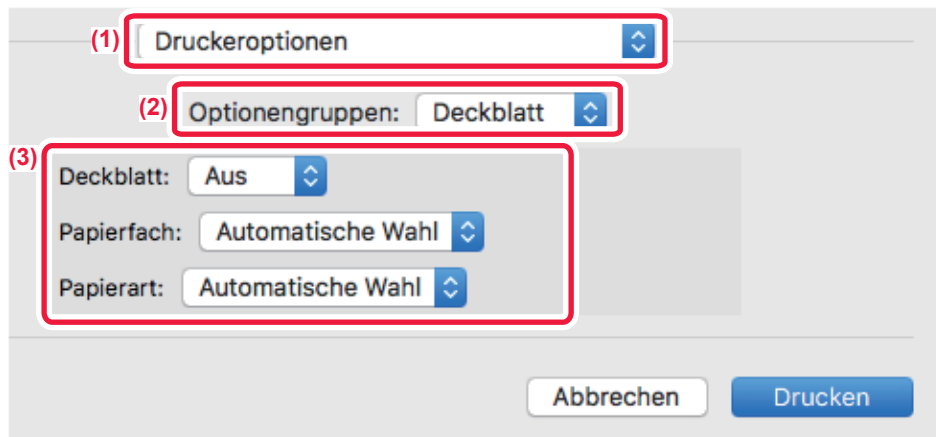 (1) Druckeroptionen
(2) Optionengruppen: Deckblatt
(3)
Deckblatt: Aus
Papierfach: Automatische Wahl
Papierart: Automatische Wahl
Abbrechen Drucken